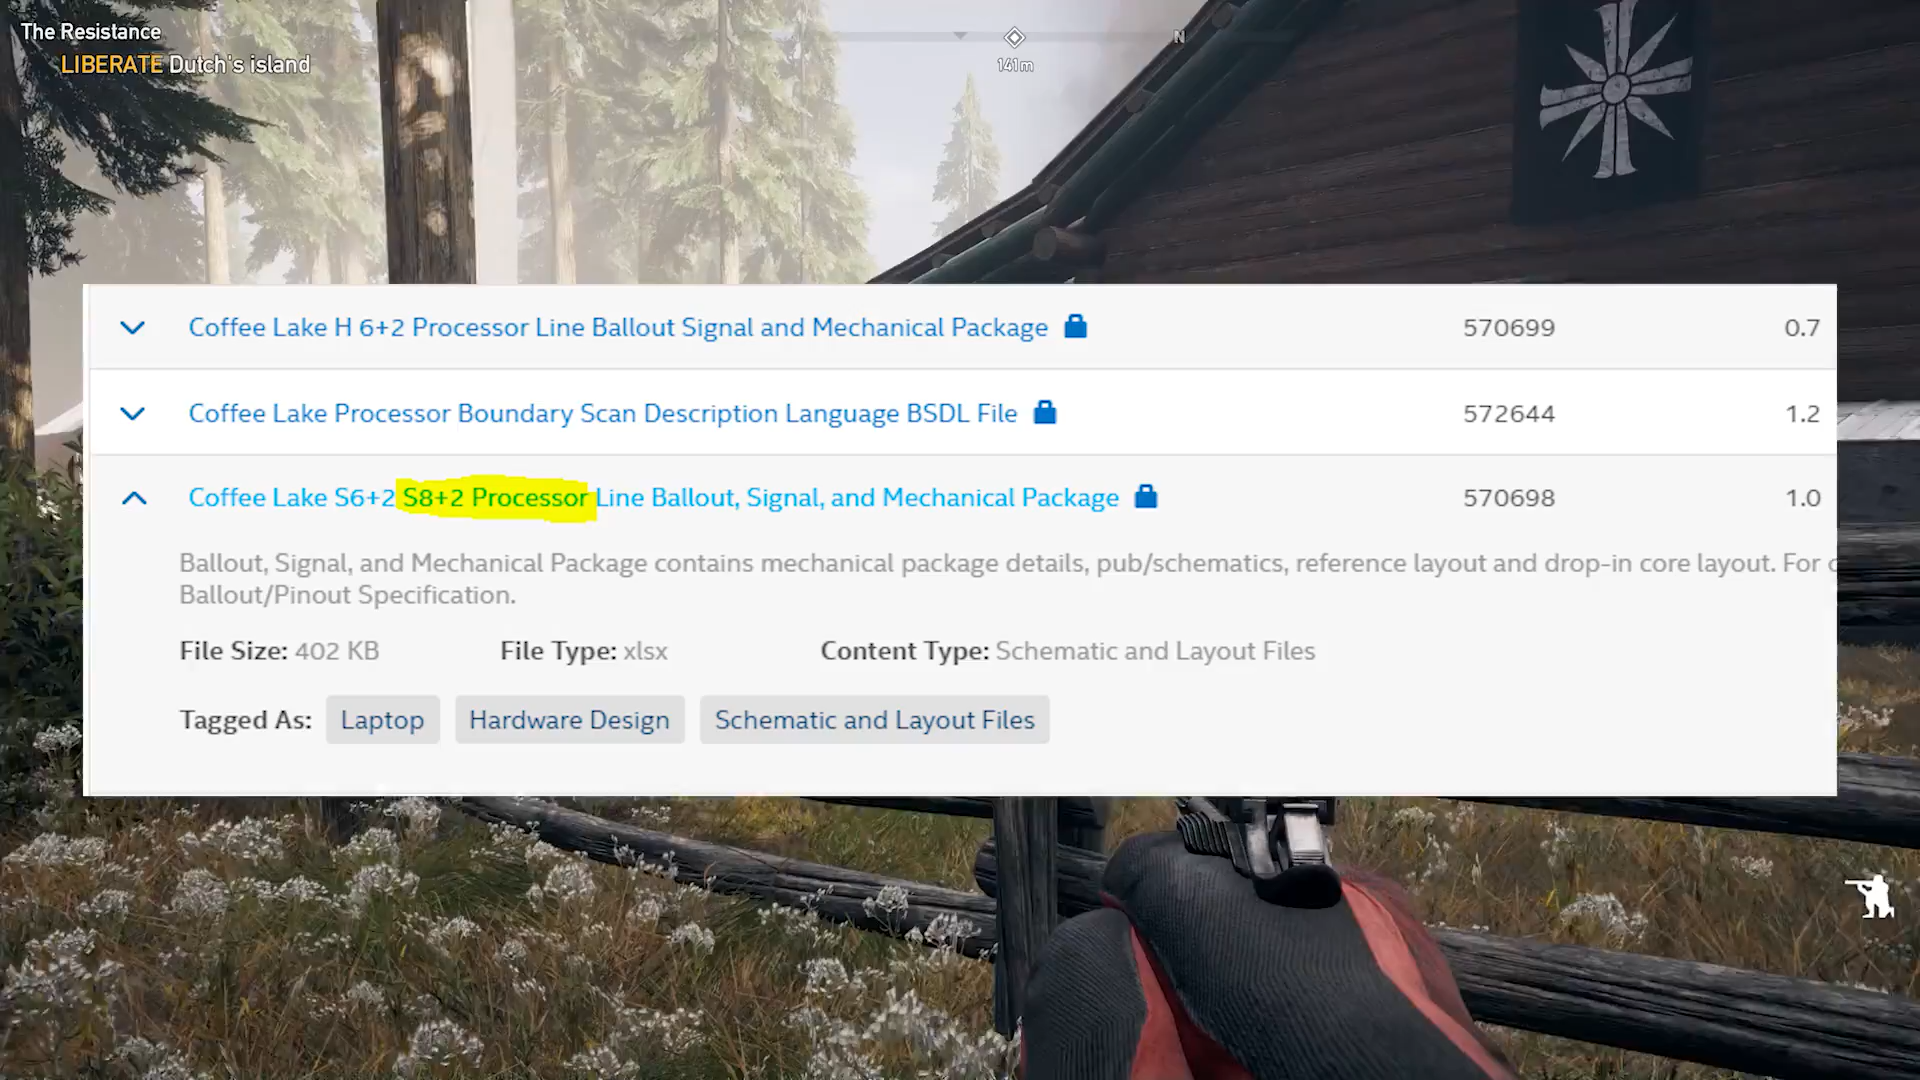 The Resistance
LIBERATE Dutch's island
N
141m
Coffee Lake H 6+2 Processor Line Ballout Signal and Mechanical Package 570699 0.7
Coffee Lake Processor Boundary Scan Description Language BSDL File 572644 1.2
Coffee Lake S6+2 S8+2 Processor Line Ballout, Signal, and Mechanical Package 570698 1.0
Ballout, Signal, and Mechanical Package contains mechanical package details, pub/schematics, reference layout and drop-in core layout. For
Ballout/Pinout Specification.
File Size: 402 KB File Type: xlsx Content Type: Schematic and Layout Files
Tagged As: Laptop Hardware Design Schematic and Layout Files